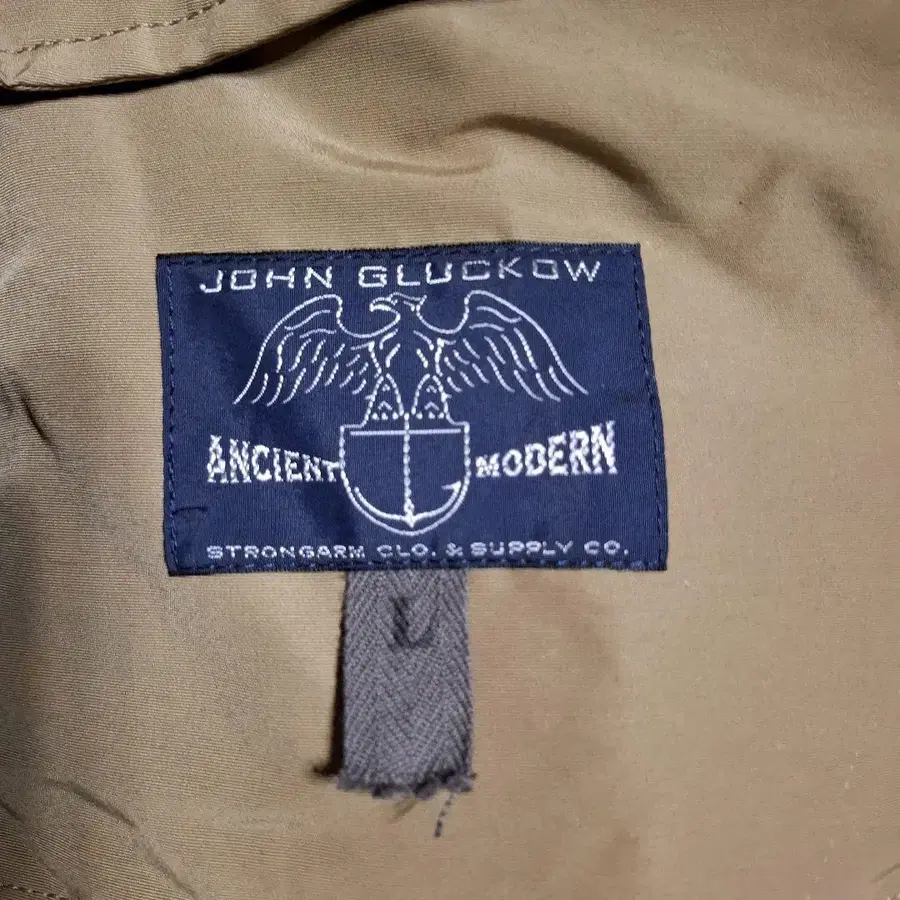 JOHN GLUCKOW
ANCIENT MODERN
STRONGARM CLO. & SUPPLY CO.
L